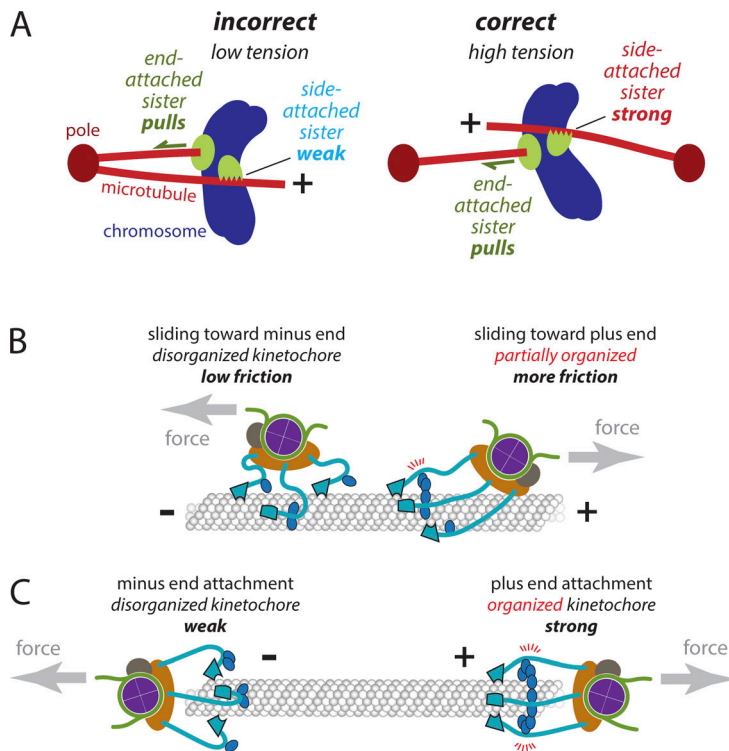 A
incorrect
low tension
end-
attached
sister
pulls
side-
attached
sister
weak
pole
microtubule
+
chromosome
correct
high tension
side-
attached
sister
strong
+
end-
attached
sister
pulls
B
sliding toward minus end
disorganized kinetochore
low friction
force
-
sliding toward plus end
partially organized
more friction
force
+
C
minus end attachment
disorganized kinetochore
weak
force
-
plus end attachment
organized kinetochore
strong
+
force